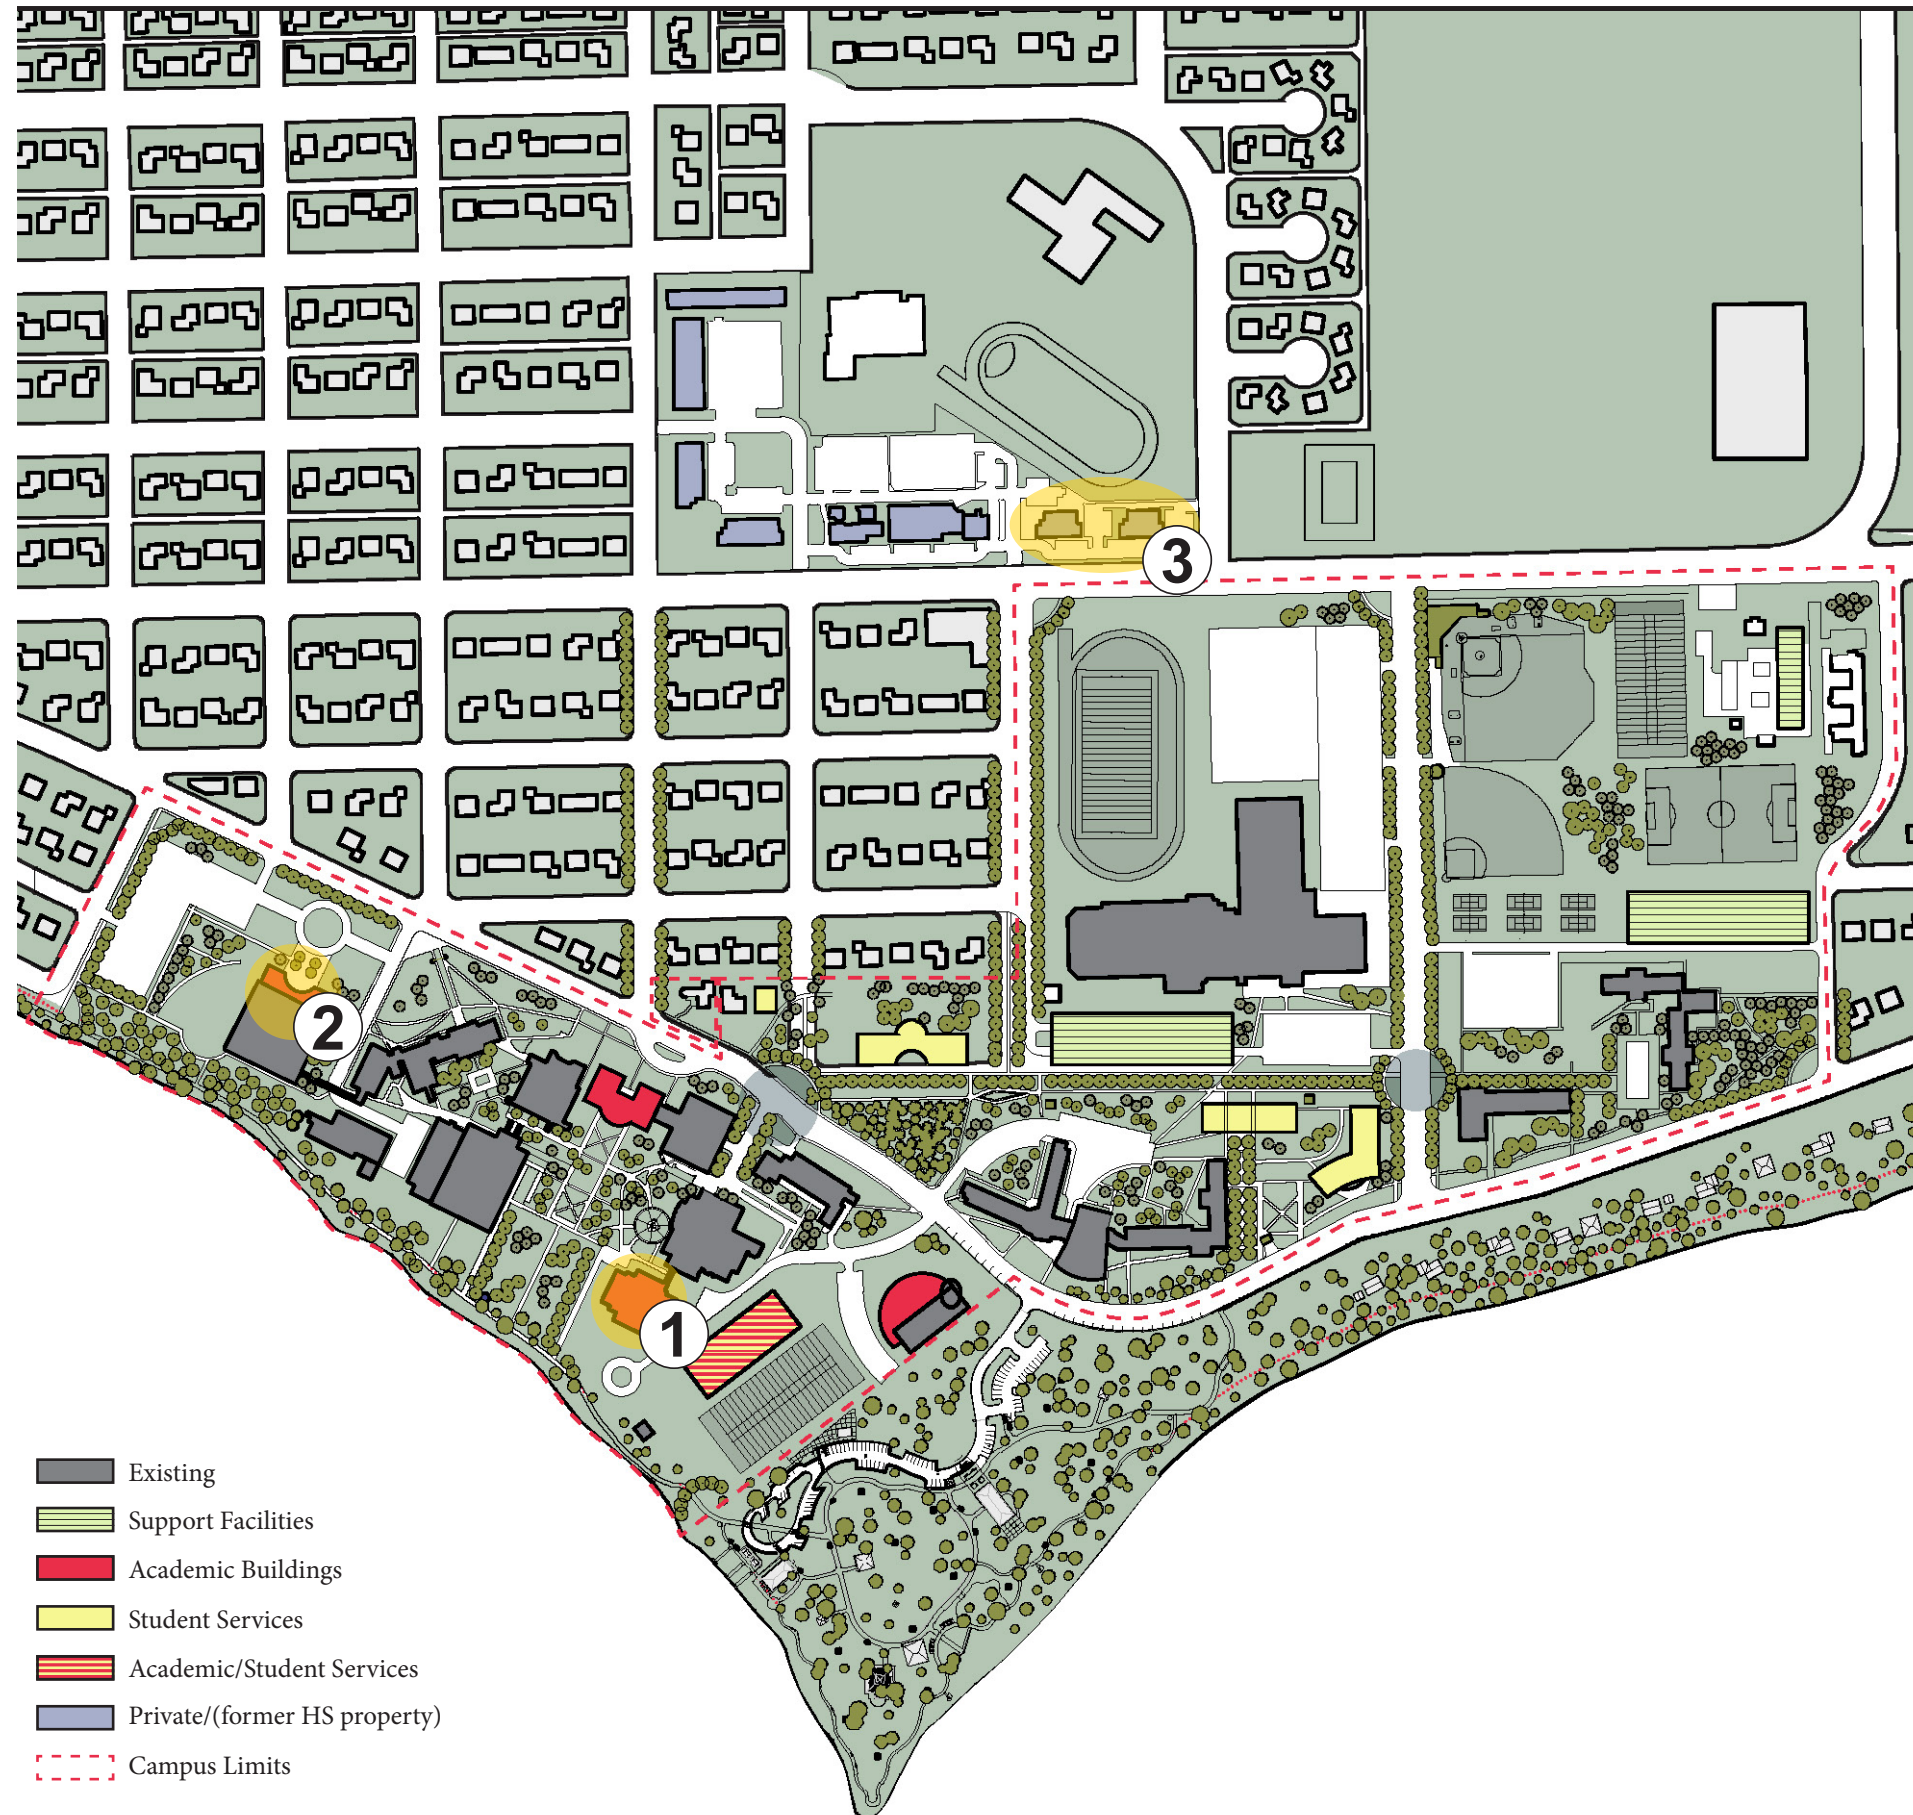 3
2
1
Existing
Support Facilities
Academic Buildings
Student Services
Academic/Student Services
Private/(former HS property)
Campus Limits